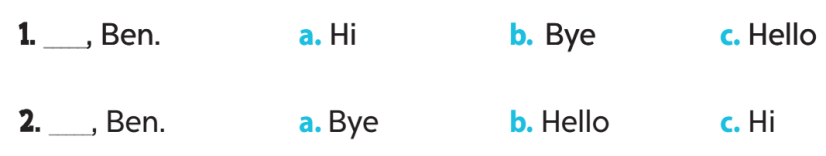 1. ___, Ben. a. Hi b. Bye c. Hello
2. ___, Ben. a. Bye b. Hello c. Hi